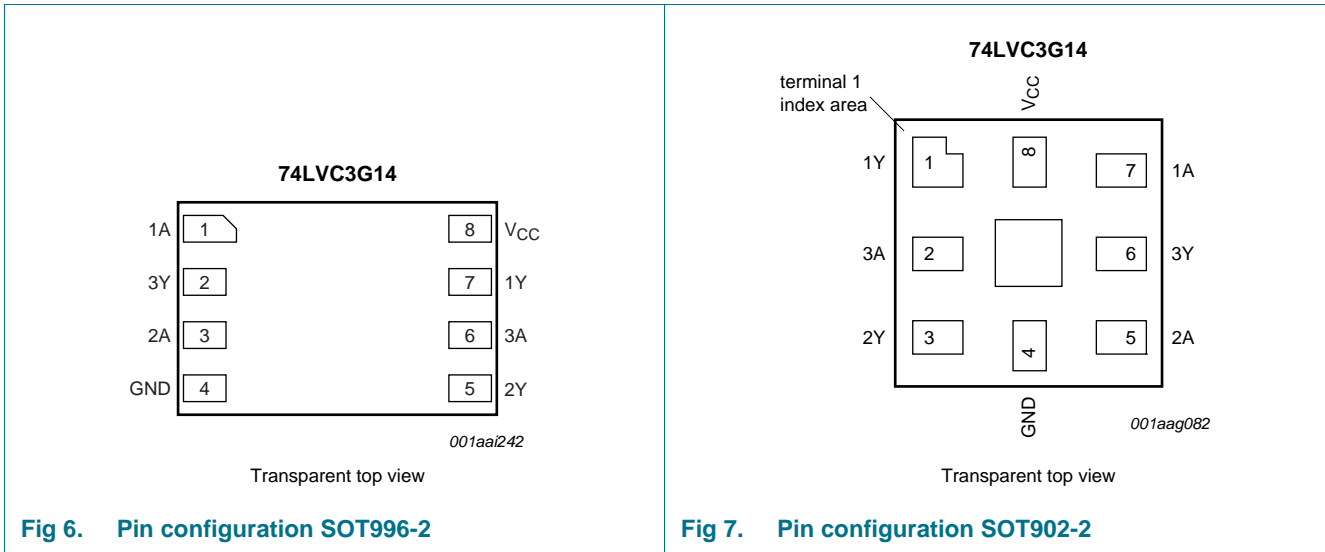 74LVC3G14
1A 1 8 VCC
3Y 2 7 1Y
2A 3 6 3A
GND 4 5 2Y
001aai242
Transparent top view
Fig 6. Pin configuration SOT996-2
74LVC3G14
terminal 1
index area
VCC
1Y 1 8 7 1A
3A 2 6 3Y
2Y 3 4 5 2A
GND
001aag082
Transparent top view
Fig 7. Pin configuration SOT902-2